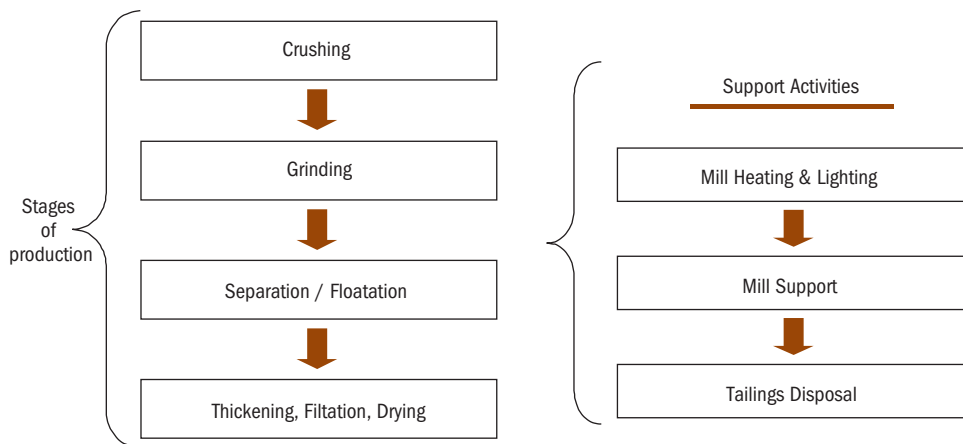 Stages
of
production
Crushing
Grinding
Separation / Floatation
Thickening, Filtation, Drying
Support Activities
Mill Heating & Lighting
Mill Support
Tailings Disposal